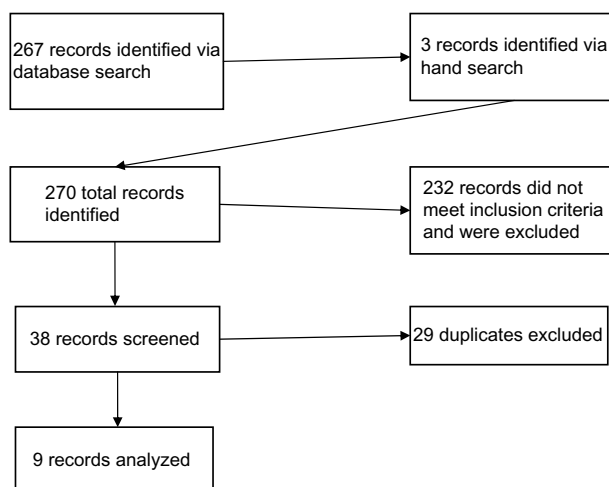 267 records identified via
database search
3 records identified via
hand search
270 total records
identified
232 records did not
meet inclusion criteria
and were excluded
38 records screened
29 duplicates excluded
9 records analyzed